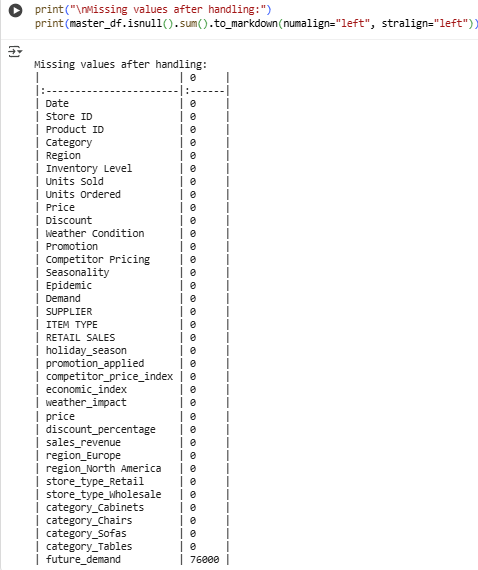 print("\nMissing values after handling:")
print(master_df.isnull().sum().to_markdown(numalign="left", stralign="left"))
Missing values after handling:
|                        | 0     |
|:-----------------------|:------|
| Date                   | 0     |
| Store ID               | 0     |
| Product ID             | 0     |
| Category               | 0     |
| Region                 | 0     |
| Inventory Level        | 0     |
| Units Sold             | 0     |
| Units Ordered          | 0     |
| Price                  | 0     |
| Discount               | 0     |
| Weather Condition      | 0     |
| Promotion              | 0     |
| Competitor Pricing     | 0     |
| Seasonality            | 0     |
| Epidemic               | 0     |
| Demand                 | 0     |
| SUPPLIER               | 0     |
| ITEM TYPE              | 0     |
| RETAIL SALES           | 0     |
| holiday_season         | 0     |
| promotion_applied      | 0     |
| competitor_price_index | 0     |
| economic_index         | 0     |
| weather_impact         | 0     |
| price                  | 0     |
| discount_percentage    | 0     |
| sales_revenue          | 0     |
| region_Europe          | 0     |
| region_North America   | 0     |
| store_type_Retail      | 0     |
| store_type_Wholesale   | 0     |
| category_Cabinets      | 0     |
| category_Chairs        | 0     |
| category_Sofas         | 0     |
| category_Tables        | 0     |
| future_demand          | 76000 |